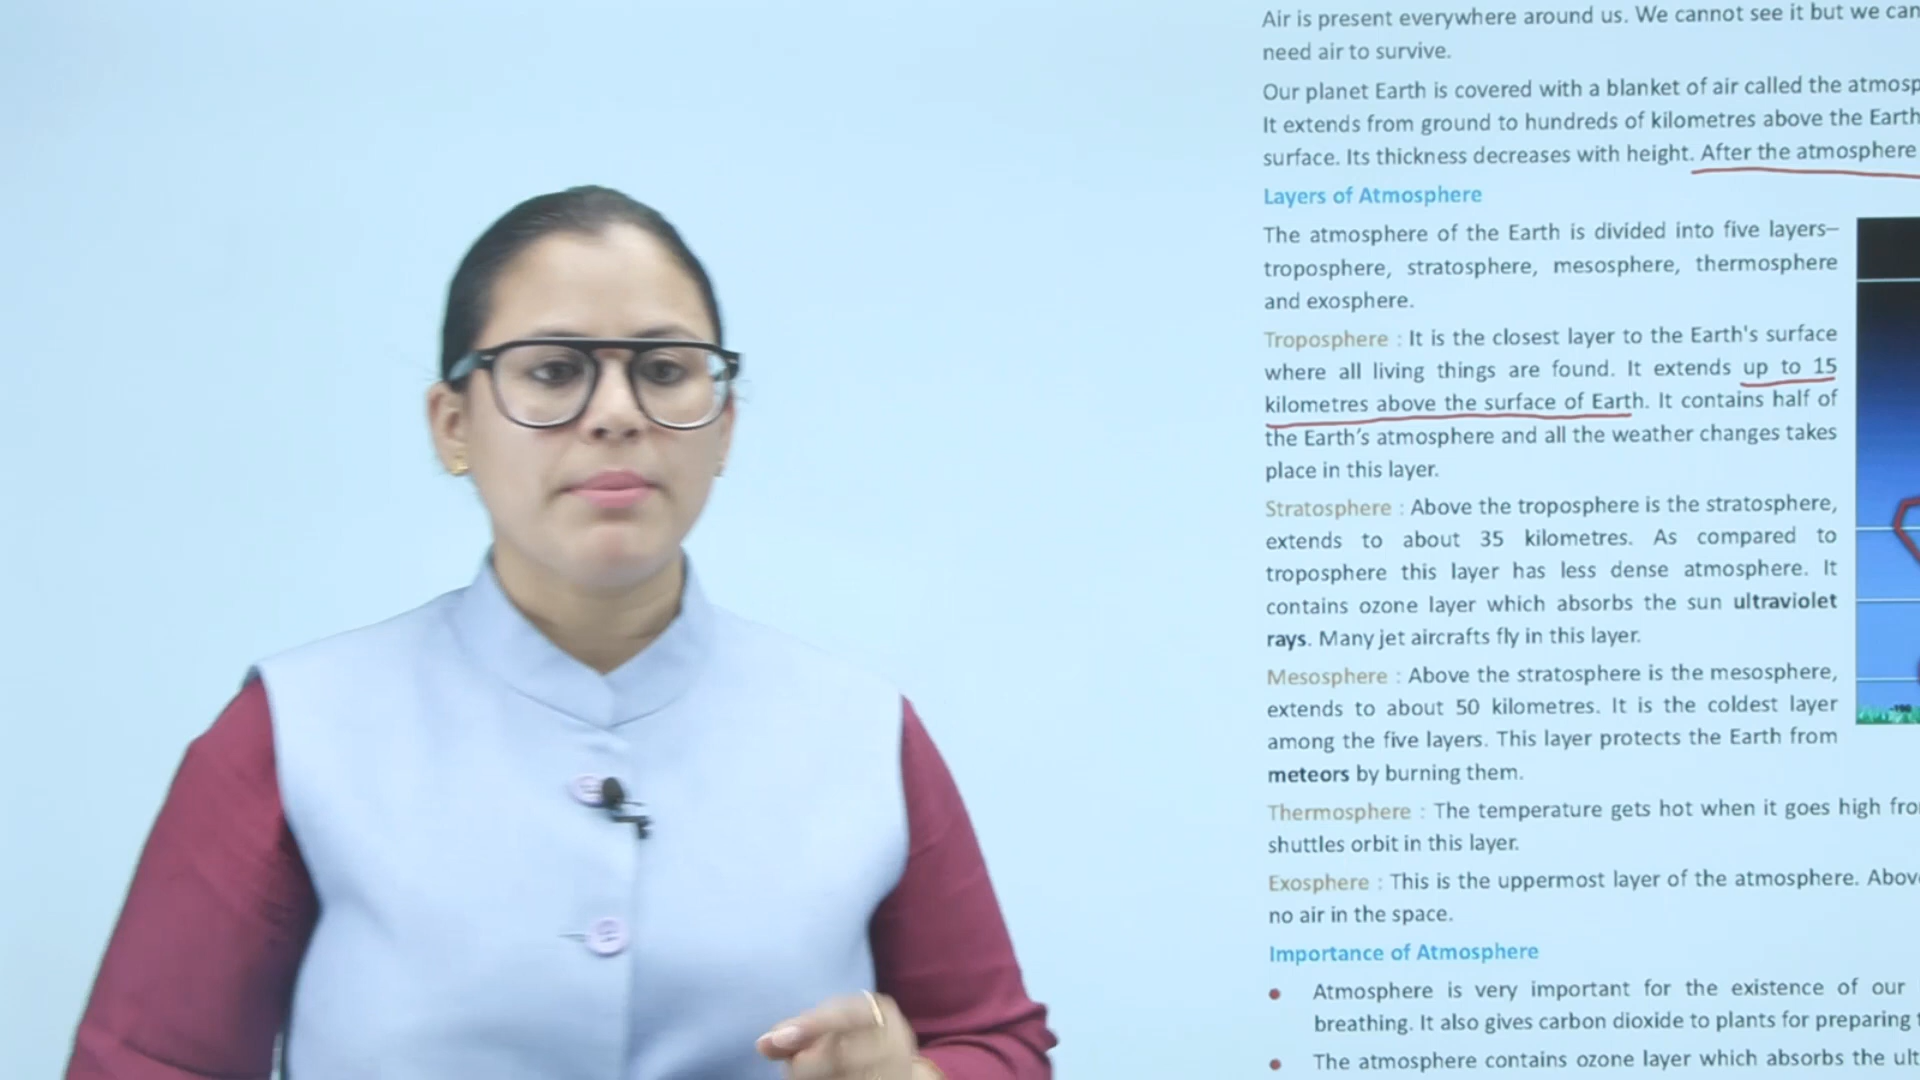 Air is present everywhere around us. We cannot see it but we can
need air to survive.
Our planet Earth is covered with a blanket of air called the
It extends from ground to hundreds of kilometres above the Earth
surface. Its thickness decreases with height. After the atmosphere
Layers of Atmosphere
The atmosphere of the Earth is divided into five layers–
troposphere, stratosphere, mesosphere, thermosphere
and exosphere.
Troposphere : It is the closest layer to the Earth's surface
where all living things are found. It extends up to 15
kilometres above the surface of Earth. It contains half of
the Earth's atmosphere and all the weather changes takes
place in this layer.
Stratosphere : Above the troposphere is the stratosphere,
extends to about 35 kilometres. As compared to
troposphere this layer has less dense atmosphere. It
contains ozone layer which absorbs the sun ultraviolet
rays. Many jet aircrafts fly in this layer.
Mesosphere : Above the stratosphere is the mesosphere,
extends to about 50 kilometres. It is the coldest layer
among the five layers. This layer protects the Earth from
meteors by burning them.
Thermosphere : The temperature gets hot when it goes high
shuttles orbit in this layer.
Exosphere : This is the uppermost layer of the atmosphere.
no air in the space.
Importance of Atmosphere
• Atmosphere is very important for the existence of our
breathing. It also gives carbon dioxide to plants for preparing
• The atmosphere contains ozone layer which absorbs the